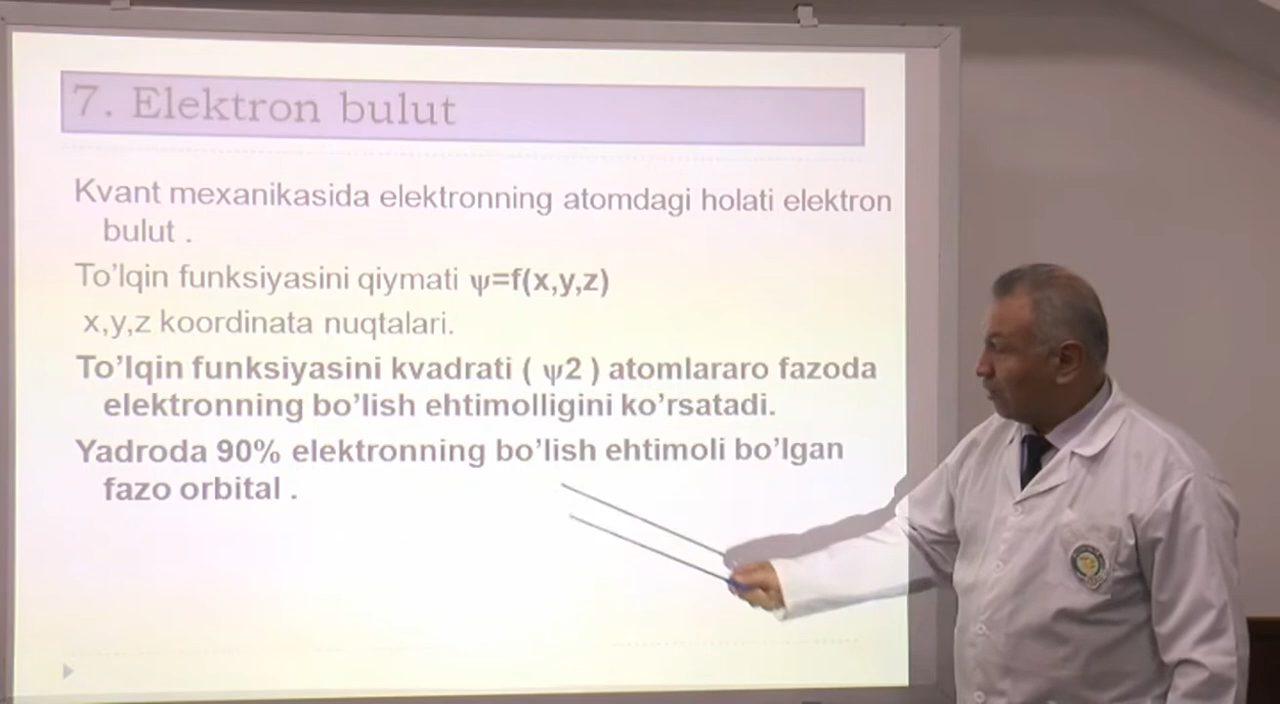 7. Elektron bulut
Kvant mexanikasida elektronning atomdagi holati elektron
bulut .
To’lqin funksiyasini qiymati ψ=f(x,y,z)
x,y,z koordinata nuqtalari.
To’lqin funksiyasini kvadrati ( ψ2 ) atomlararo fazoda
elektronning bo’lish ehtimolligini ko’rsatadi.
Yadroda 90% elektronning bo’lish ehtimoli bo’lgan
fazo orbital .